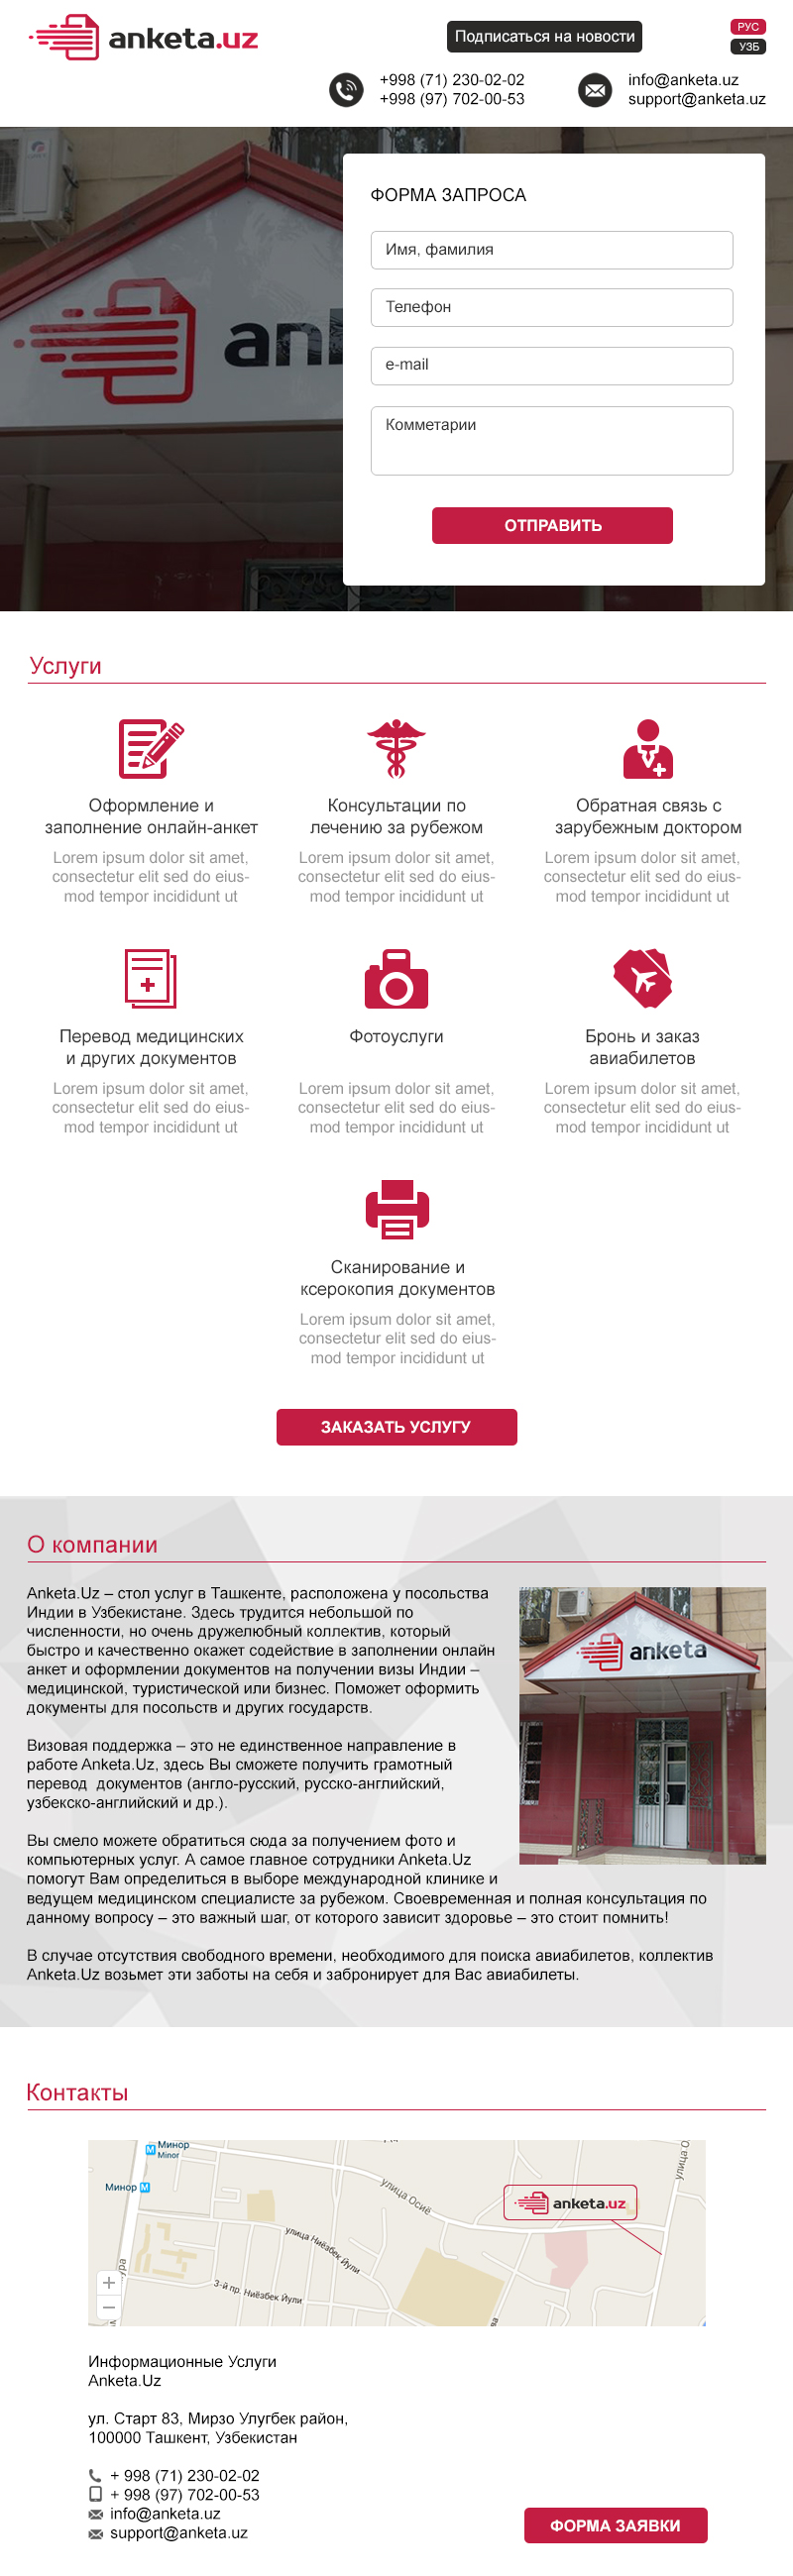 anketa.uz
Подписаться на новости
РУС
УЗБ
+998 (71) 230-02-02
+998 (97) 702-00-53
info@anketa.uz
support@anketa.uz
ank
ФОРМА ЗАПРОСА
Имя, фамилия
Телефон
e-mail
Комметарии
ОТПРАВИТЬ
Услуги
Оформление и
заполнение онлайн-анкет
Lorem ipsum dolor sit amet,
consectetur elit sed do eius-
mod tempor incididunt ut
Консультации по
лечению за рубежом
Lorem ipsum dolor sit amet,
consectetur elit sed do eius-
mod tempor incididunt ut
Обратная связь с
зарубежным доктором
Lorem ipsum dolor sit amet,
consectetur elit sed do eius-
mod tempor incididunt ut
Перевод медицинских
и других документов
Lorem ipsum dolor sit amet,
consectetur elit sed do eius-
mod tempor incididunt ut
Фотоуслуги
Lorem ipsum dolor sit amet,
consectetur elit sed do eius-
mod tempor incididunt ut
Бронь и заказ
авиабилетов
Lorem ipsum dolor sit amet,
consectetur elit sed do eius-
mod tempor incididunt ut
Сканирование и
ксерокопия документов
Lorem ipsum dolor sit amet,
consectetur elit sed do eius-
mod tempor incididunt ut
ЗАКАЗАТЬ УСЛУГУ
О компании
Anketa.Uz – стол услуг в Ташкенте, расположена у посольства
Индии в Узбекистане. Здесь трудится небольшой по
численности, но очень дружелюбный коллектив, который
быстро и качественно окажет содействие в заполнении онлайн
анкет и оформлении документов на получении визы Индии –
медицинской, туристической или бизнес. Поможет оформить
документы для посольств и других государств.
Визовая поддержка – это не единственное направление в
работе Anketa.Uz, здесь Вы сможете получить грамотный
перевод  документов (англо-русский, русско-английский,
узбекско-английский и др.).
Вы смело можете обратиться сюда за получением фото и
компьютерных услуг. А самое главное сотрудники Anketa.Uz
помогут Вам определиться в выборе международной клинике и
ведущем медицинском специалисте за рубежом. Своевременная и полная консультация по
данному вопросу – это важный шаг, от которого зависит здоровье – это стоит помнить!
В случае отсутствия свободного времени, необходимого для поиска авиабилетов, коллектив
Anketa.Uz возьмет эти заботы на себя и забронирует для Вас авиабилеты.
anketa
Контакты
Минор
Minor
Минор
улица Осиё
улица Ниёзбек Йули
3-й пр. Ниёзбек Йули
улица О
anketa.uz
Информационные Услуги
Anketa.Uz
ул. Старт 83, Мирзо Улугбек район,
100000 Ташкент, Узбекистан
+ 998 (71) 230-02-02
+ 998 (97) 702-00-53
info@anketa.uz
support@anketa.uz
ФОРМА ЗАЯВКИ